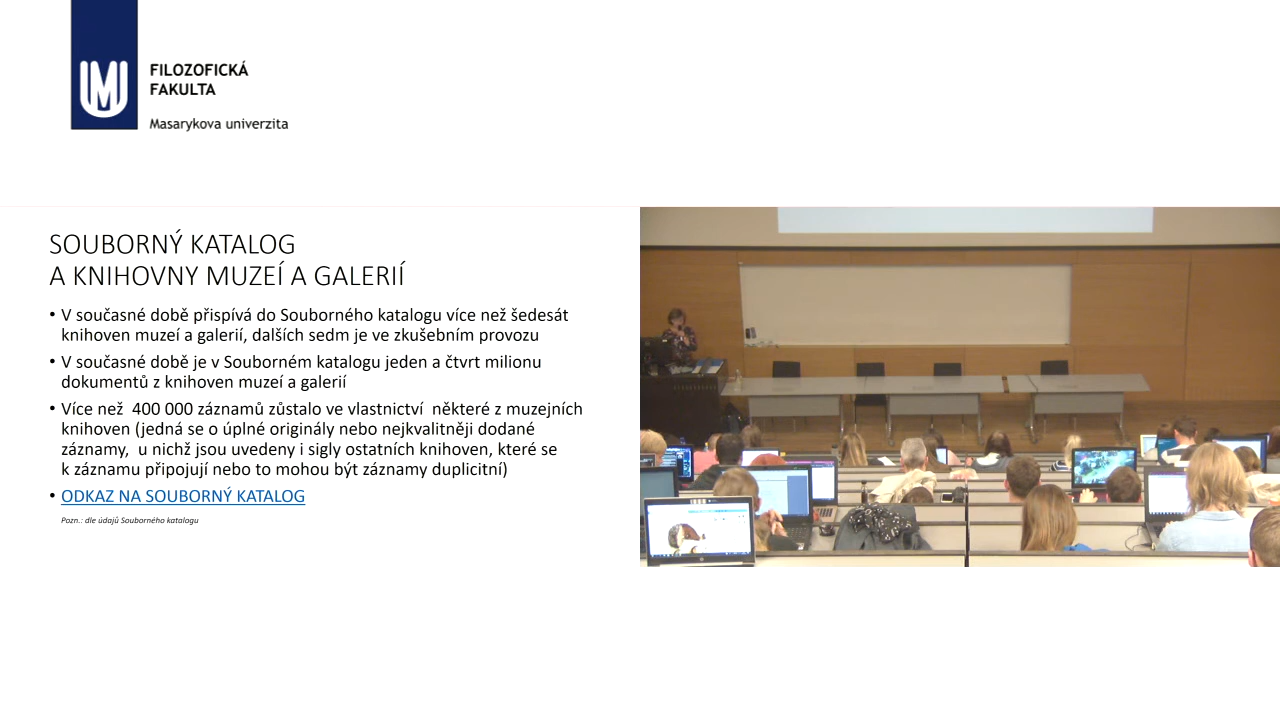 FILOZOFICKÁ
FAKULTA
Masarykova univerzita
SOUBORNÝ KATALOG
A KNIHOVNY MUZEÍ A GALERIÍ
• V současné době přispívá do Souborného katalogu více než šedesát
knihoven muzeí a galerií, dalších sedm je ve zkušebním provozu
• V současné době je v Souborném katalogu jeden a čtvrt milionu
dokumentů z knihoven muzeí a galerií
• Více než 400 000 záznamů zůstalo ve vlastnictví některé z muzejních
knihoven (jedná se o úplné originály nebo nejkvalitněji dodané
záznamy, u nichž jsou uvedeny i sigly ostatních knihoven, které se
k záznamu připojují nebo to mohou být záznamy duplicitní)
• ODKAZ NA SOUBORNÝ KATALOG
Pozn.: dle údajů Souborného katalogu